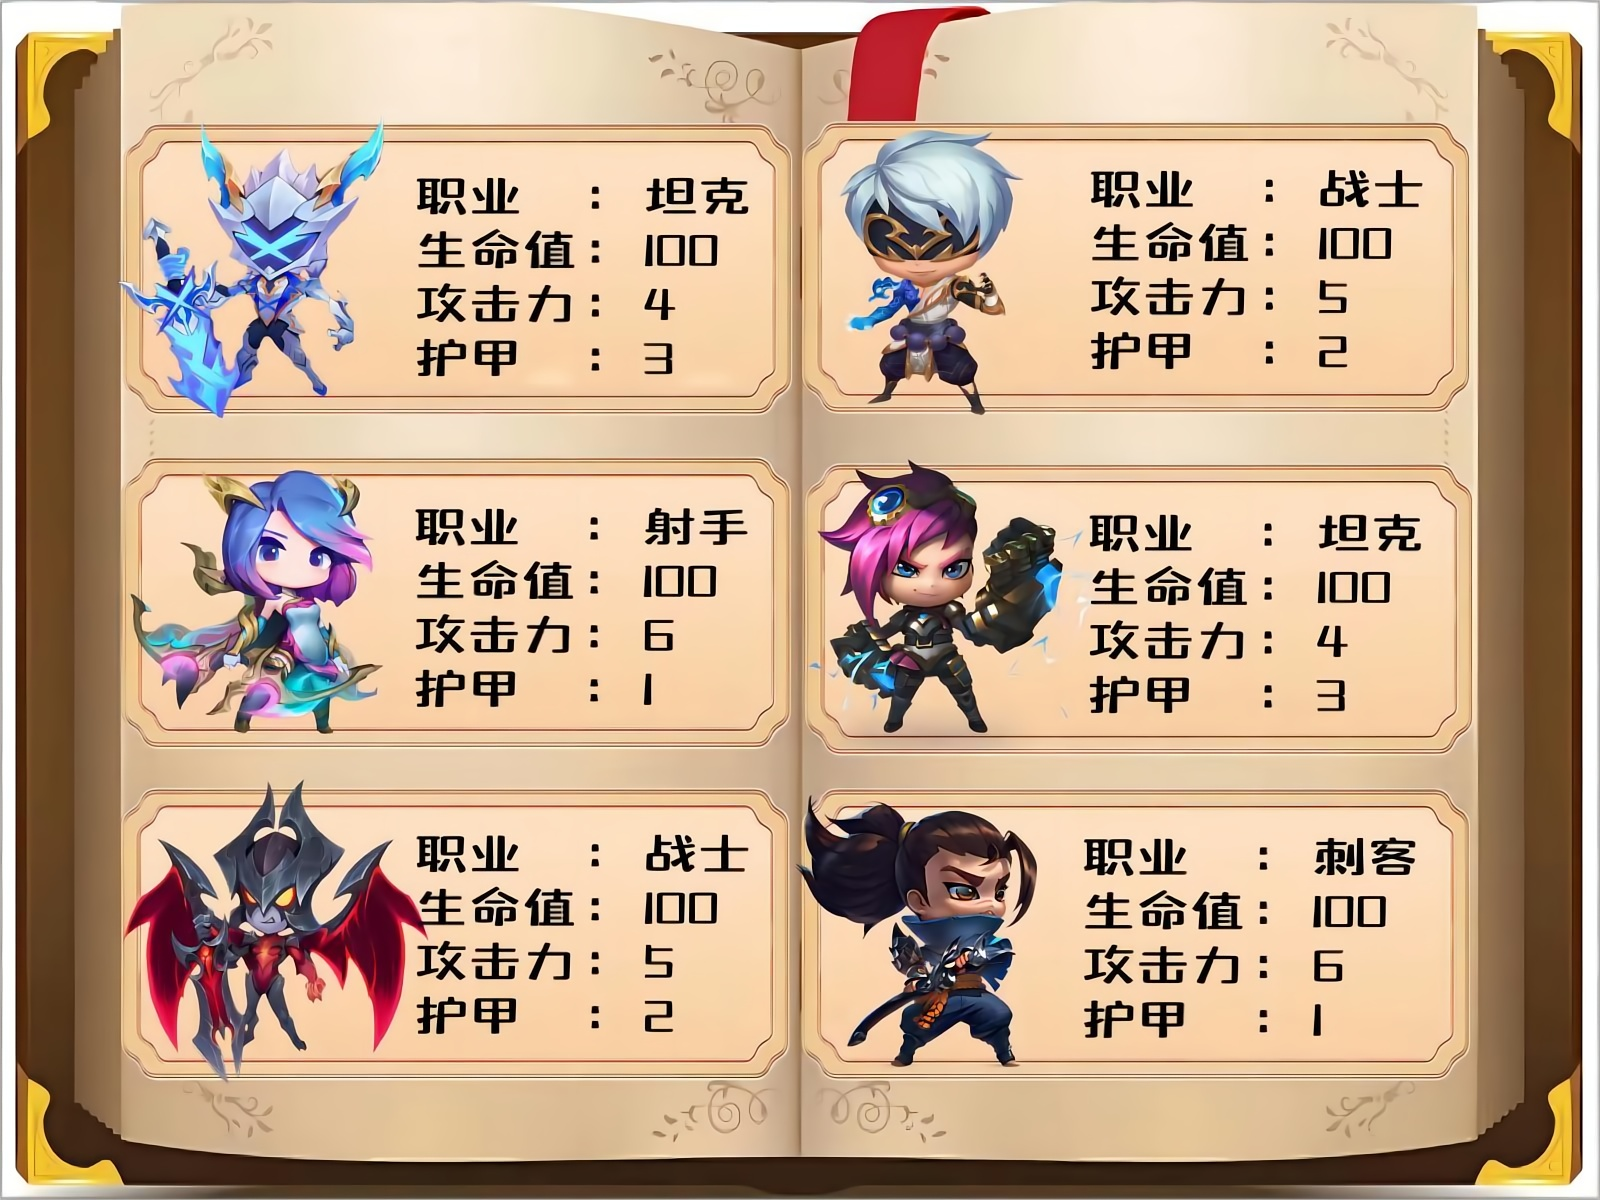 职业 ： 坦克
生命值： 100
攻击力： 4
护甲 ： 3
职业 ： 战士
生命值： 100
攻击力： 5
护甲 ： 2
职业 ： 射手
生命值： 100
攻击力： 6
护甲 ： 1
职业 ： 坦克
生命值： 100
攻击力： 4
护甲 ： 3
职业 ： 战士
生命值： 100
攻击力： 5
护甲 ： 2
职业 ： 刺客
生命值： 100
攻击力： 6
护甲 ： 1